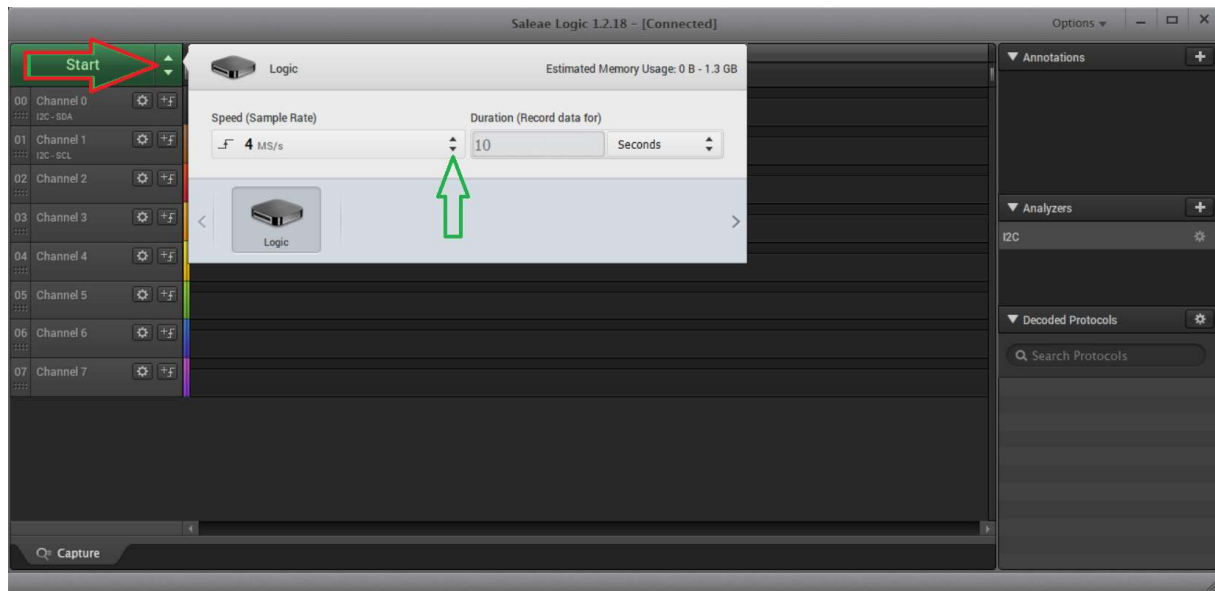 Saleae Logic 1.2.18 - [Connected]
Options
Start
Logic
Estimated Memory Usage: 0 B - 1.3 GB
Speed (Sample Rate)
Duration (Record data for)
4 MS/s
10
Seconds
Logic
00 Channel 0
I2C - SDA
01 Channel 1
I2C - SCL
02 Channel 2
03 Channel 3
04 Channel 4
05 Channel 5
06 Channel 6
07 Channel 7
Annotations
Analyzers
I2C
Decoded Protocols
Search Protocols
Capture